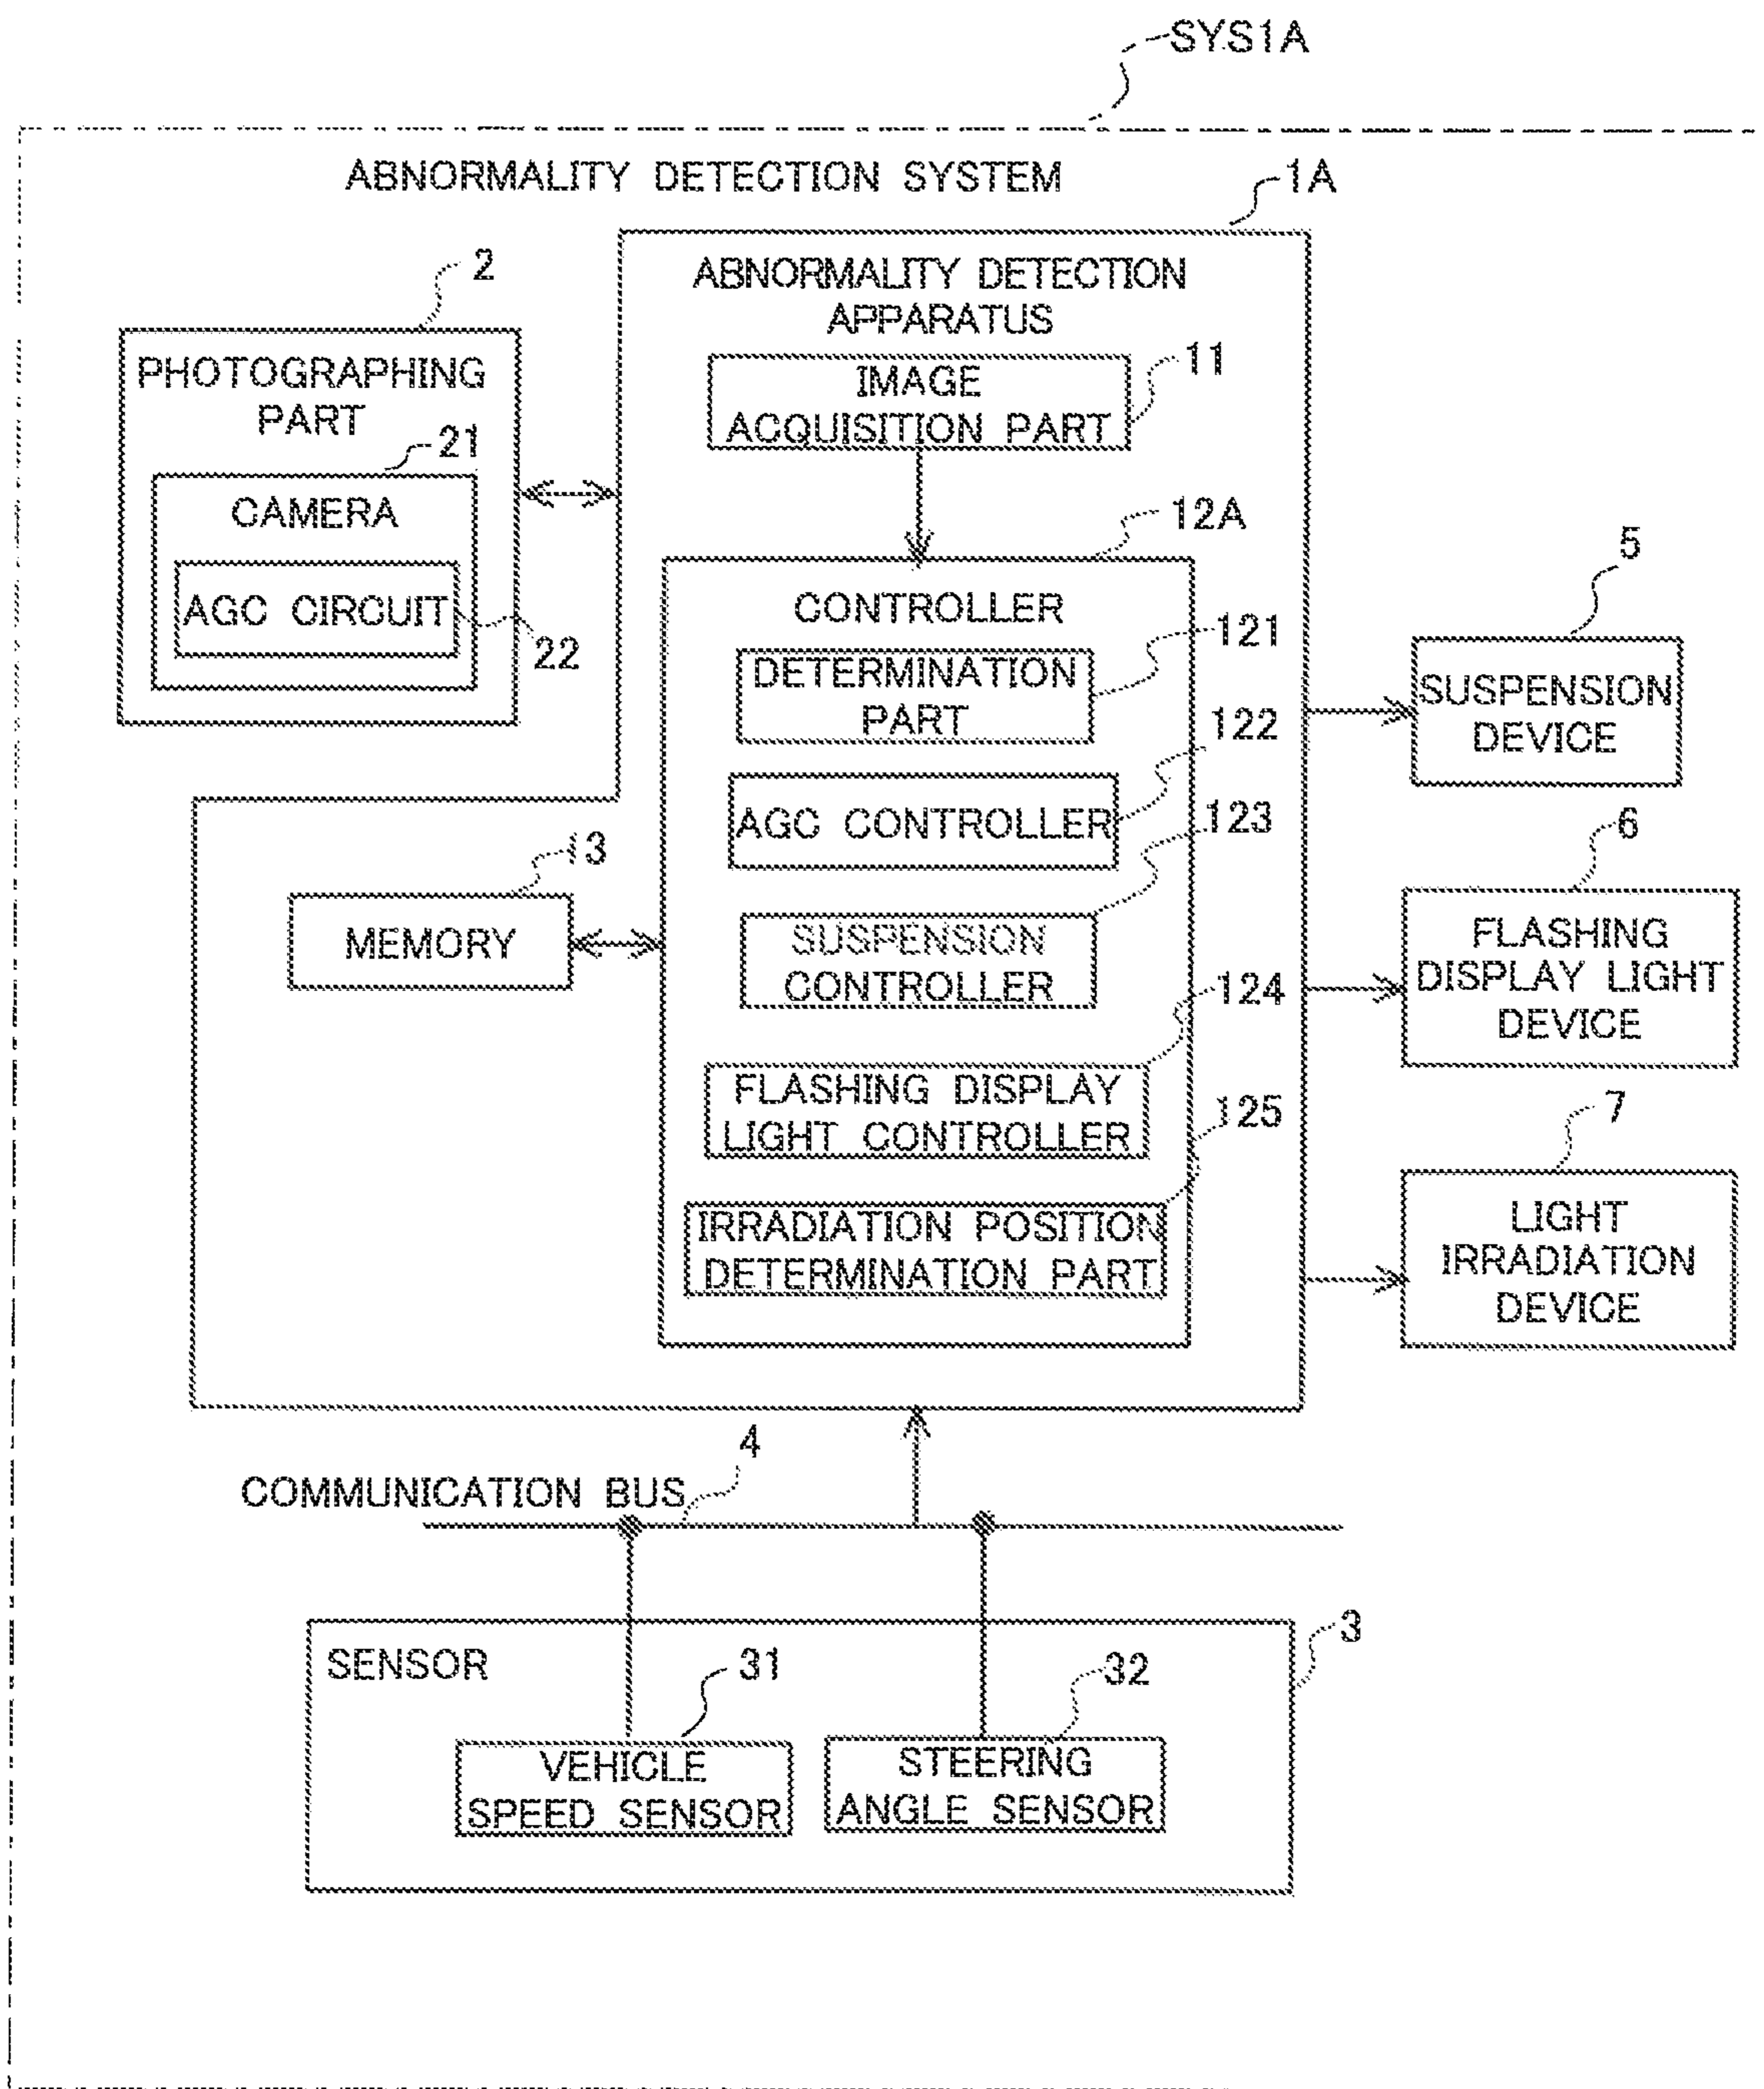 SYS1A
ABNORMALITY DETECTION SYSTEM
1A
2
ABNORMALITY DETECTION
APPARATUS
PHOTOGRAPHING
PART
11
IMAGE
ACQUISITION PART
21
CAMERA
12A
AGC CIRCUIT
22
CONTROLLER
5
121
DETERMINATION
PART
SUSPENSION
DEVICE
122
AGC CONTROLLER
123
6
13
MEMORY
SUSPENSION
CONTROLLER
FLASHING
DISPLAY LIGHT
DEVICE
124
FLASHING DISPLAY
LIGHT CONTROLLER
125
7
IRRADIATION POSITION
DETERMINATION PART
LIGHT
IRRADIATION
DEVICE
4
COMMUNICATION BUS
3
SENSOR
31
32
VEHICLE
SPEED SENSOR
STEERING
ANGLE SENSOR